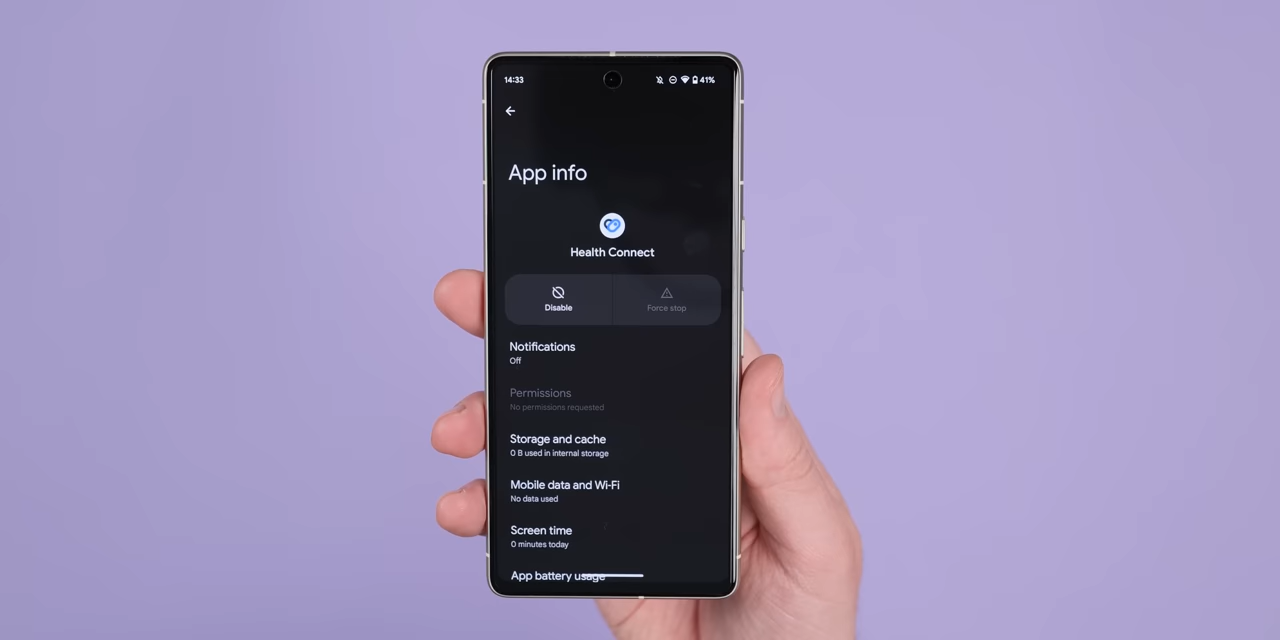 14:33 41%
App info
Health Connect
Disable Force stop
Notifications
Off
Permissions
No permissions requested
Storage and cache
0 B used in internal storage
Mobile data and Wi-Fi
No data used
Screen time
0 minutes today
App battery usage